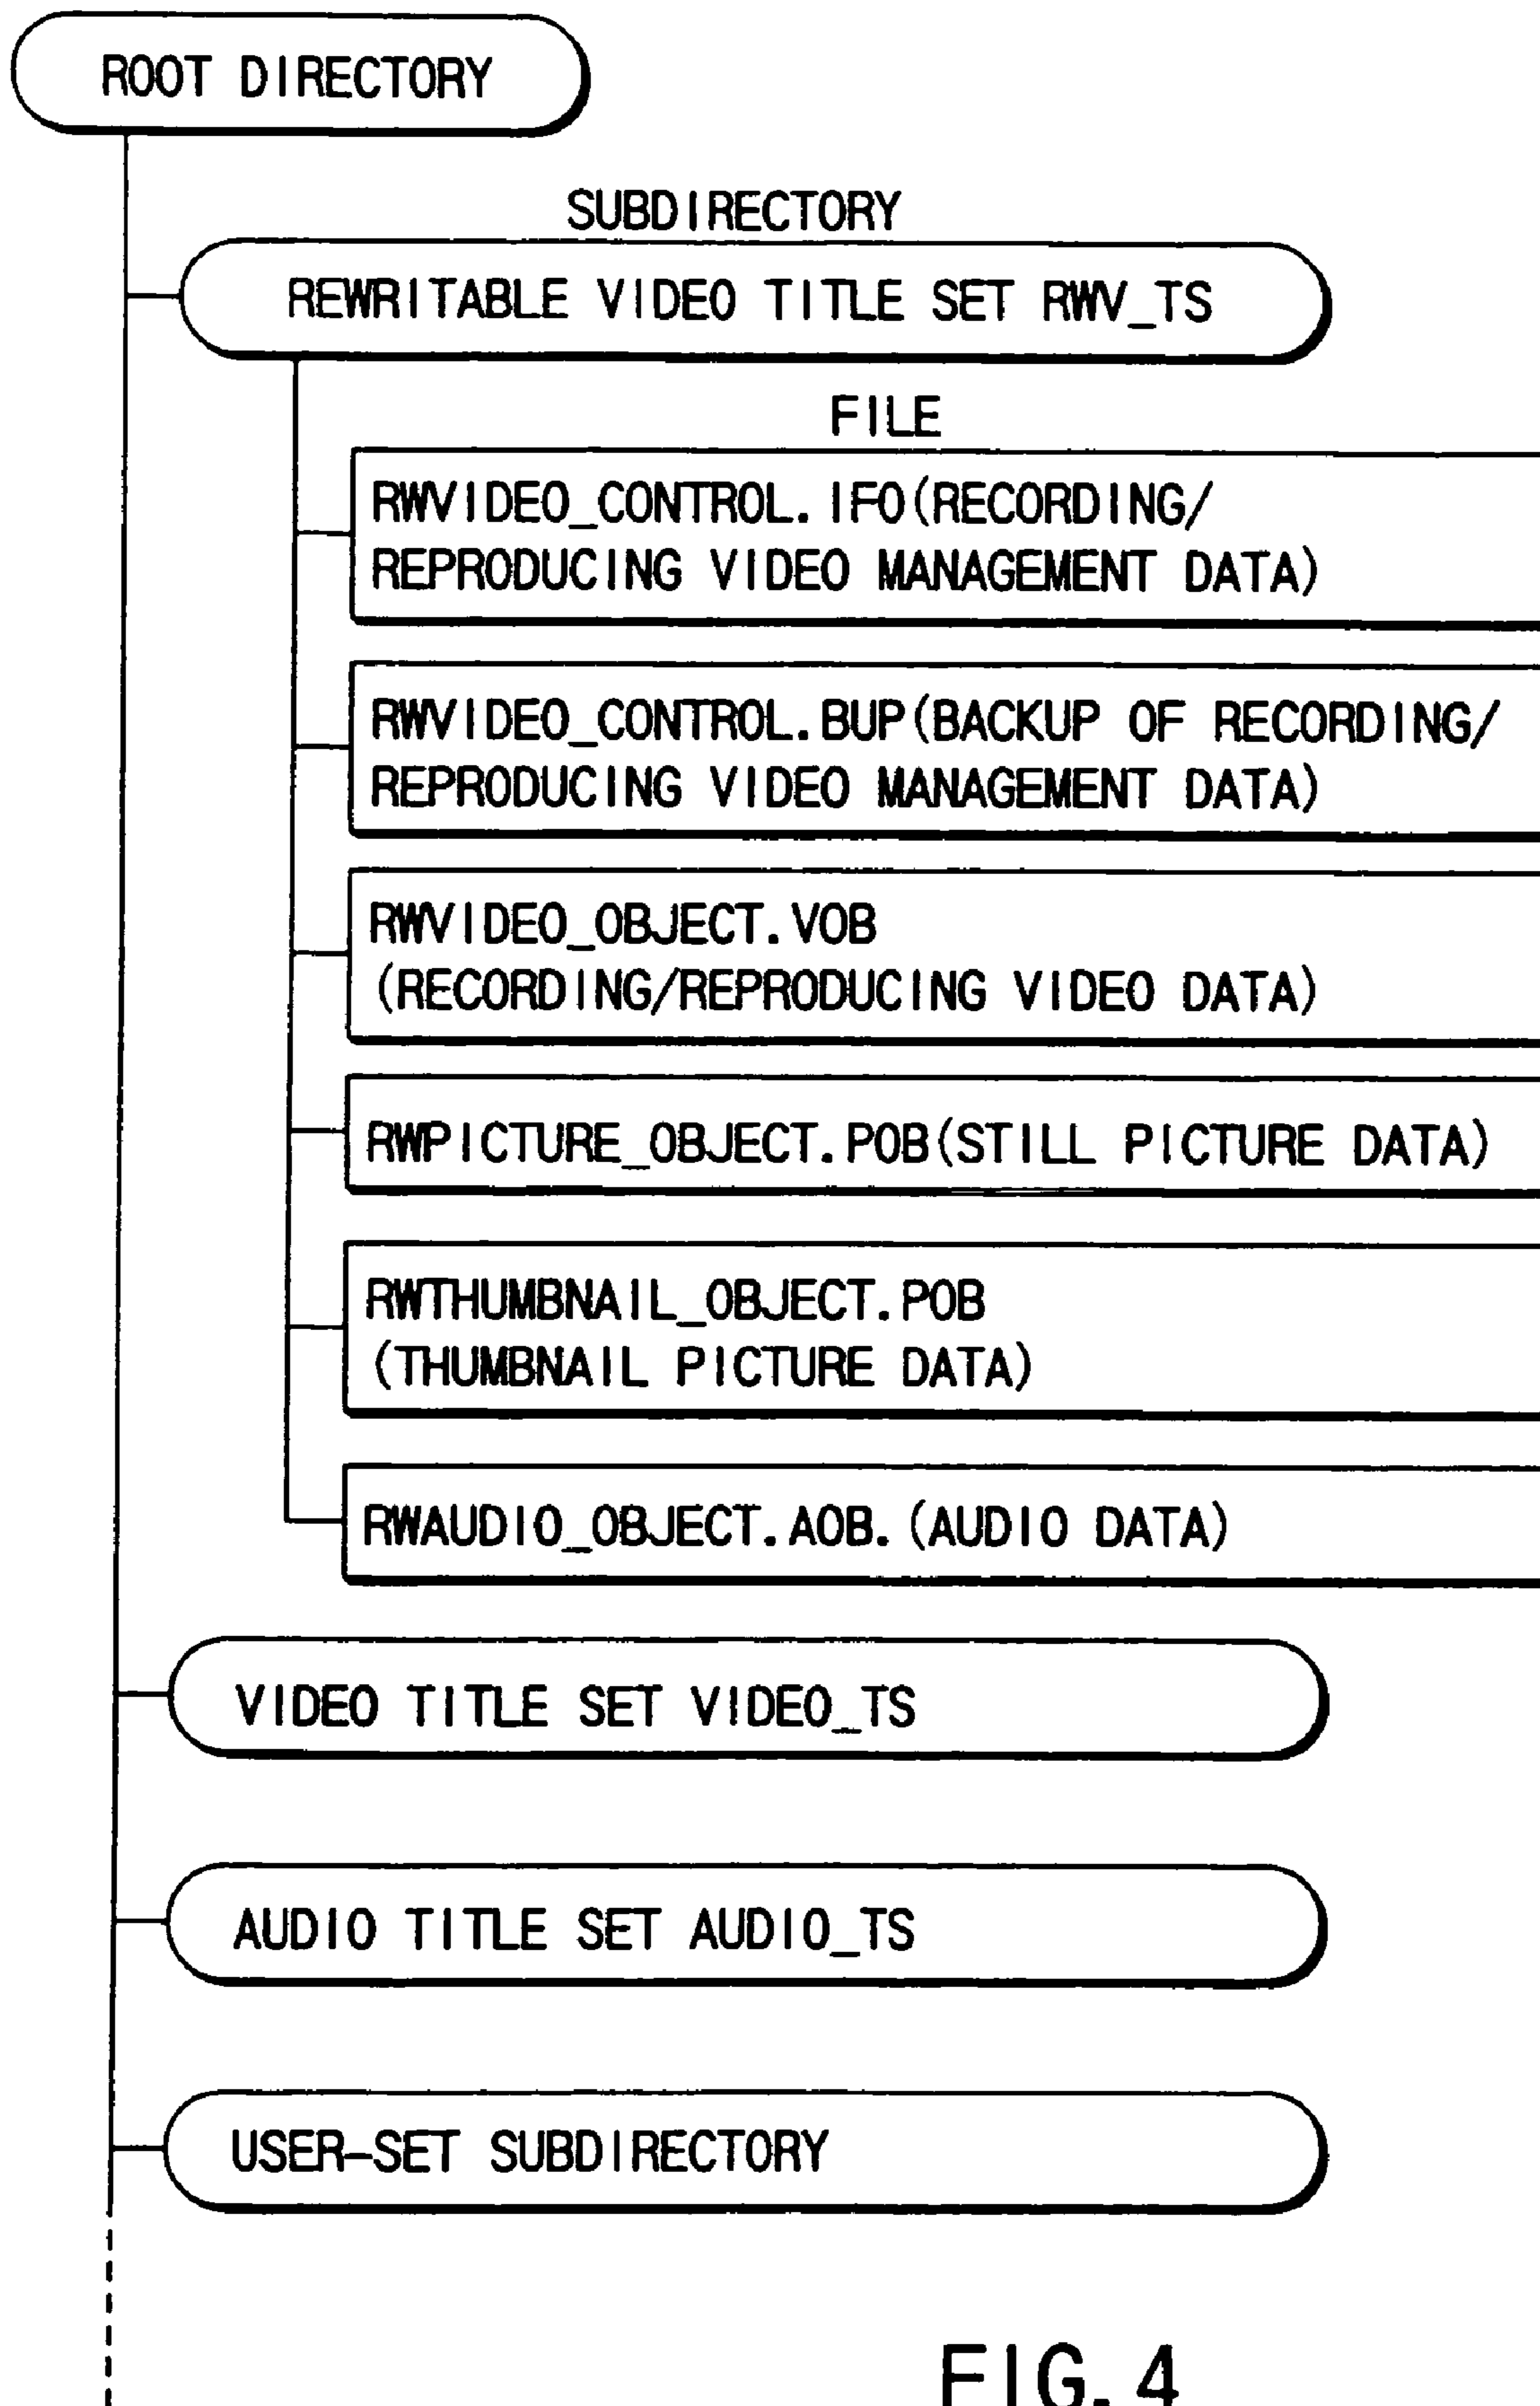 ROOT DIRECTORY
SUBDIRECTORY
REWRITABLE VIDEO TITLE SET RWV_TS
FILE
RWVIDEO_CONTROL.IFO(RECORDING/
REPRODUCING VIDEO MANAGEMENT DATA)
RWVIDEO_CONTROL.BUP(BACKUP OF RECORDING/
REPRODUCING VIDEO MANAGEMENT DATA)
RWVIDEO_OBJECT.VOB
(RECORDING/REPRODUCING VIDEO DATA)
RWPICTURE_OBJECT.POB(STILL PICTURE DATA)
RWTHUMBNAIL_OBJECT.POB
(THUMBNAIL PICTURE DATA)
RWAUDIO_OBJECT.AOB.(AUDIO DATA)
VIDEO TITLE SET VIDEO_TS
AUDIO TITLE SET AUDIO_TS
USER-SET SUBDIRECTORY
FIG.4